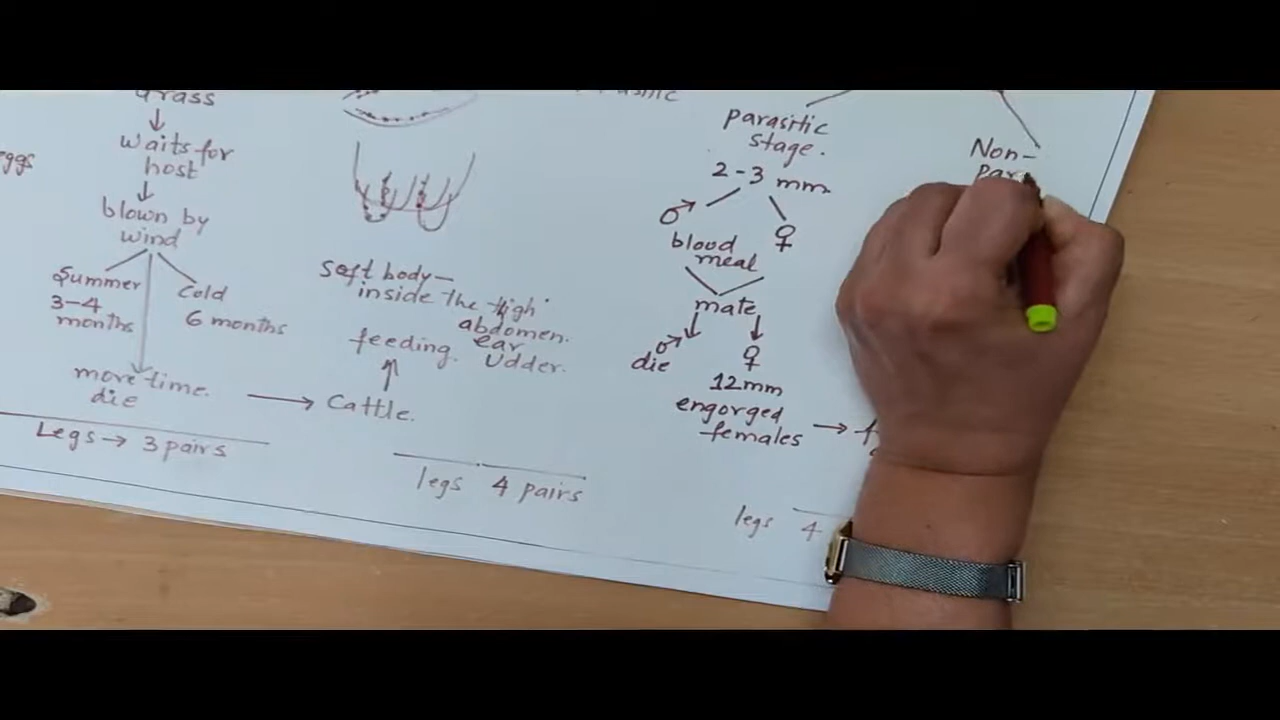 Grass
↓
eggs
waits for
host
↓
blown by
wind
Summer
3-4
months
Cold
6 months
more time.
die
→ Cattle.
Legs → 3 pairs
Soft body-
inside the thigh
abdomen.
ear
Udder.
feeding.
legs 4 pairs
parasitic
stage.
2-3 mm
♂ ♀
blood
meal
mate
♂
die
♀
12mm
engorged
females →
legs 4
Non-